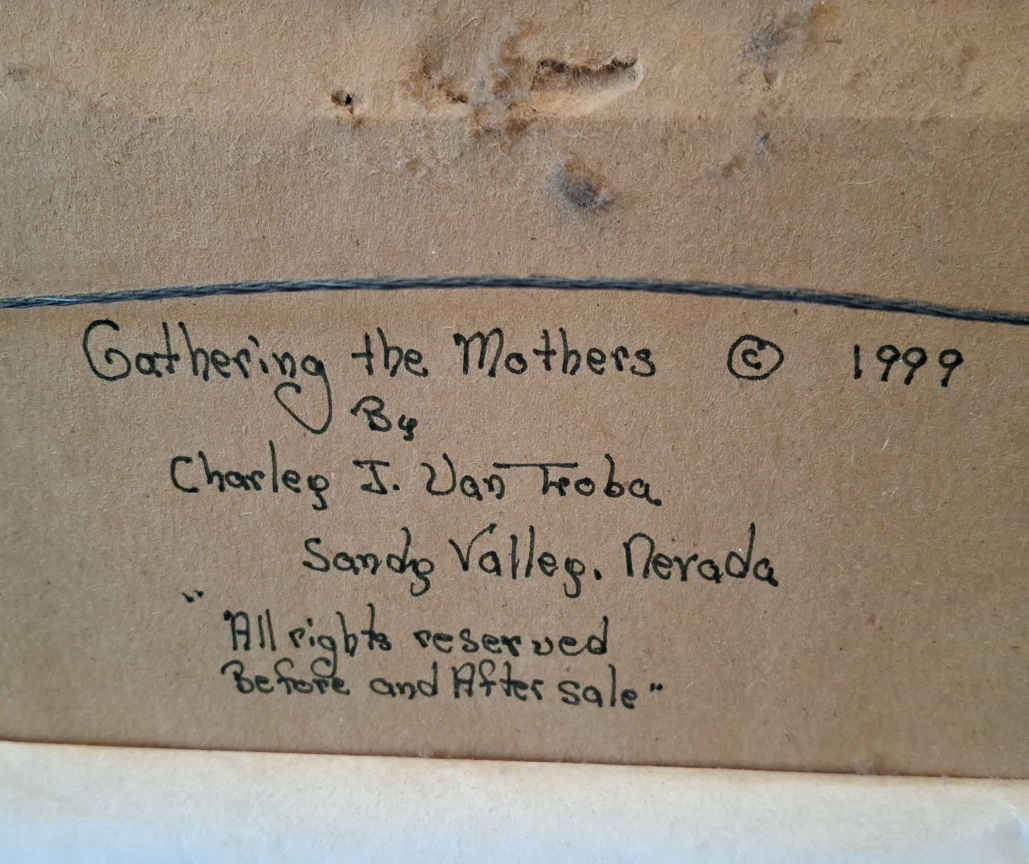 Gathering the Mothers © 1999
By
Charley J. Van Troba
Sandy Valley, Nevada
"All rights reserved
Before and After sale"